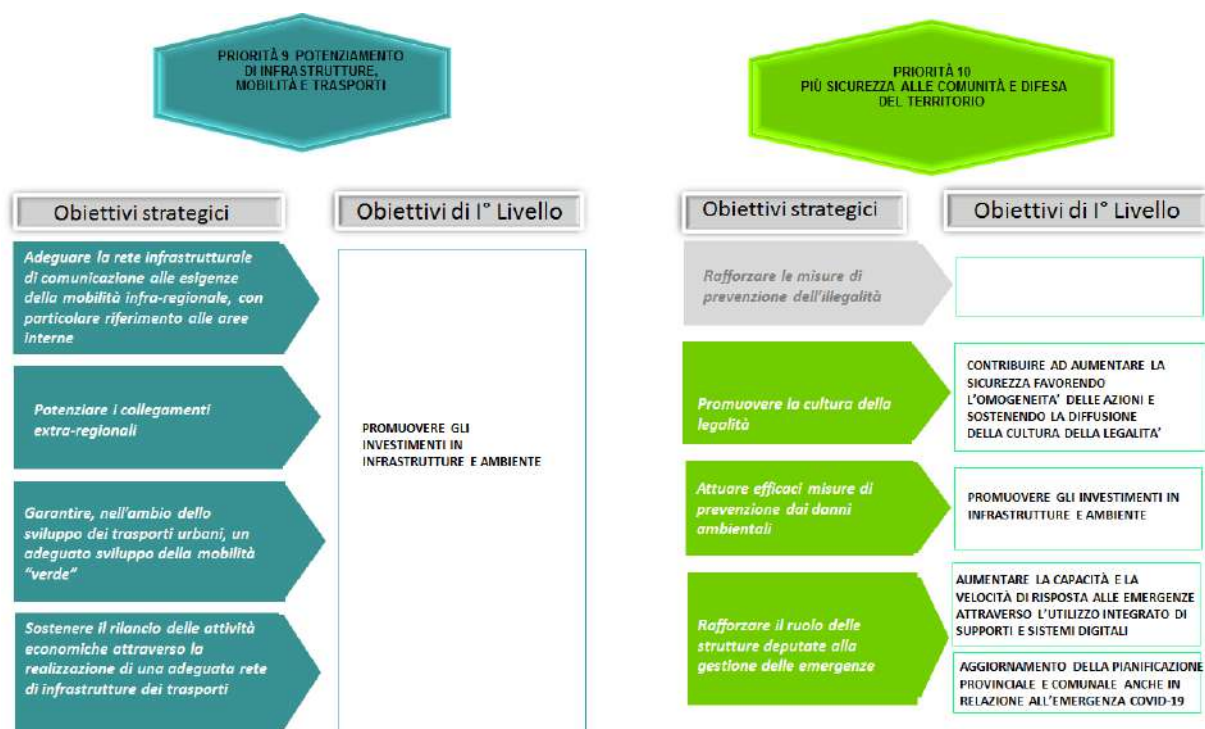 PRIORITÀ 9 POTENZIAMENTO
DI INFRASTRUTTURE,
MOBILITÀ E TRASPORTI
Obiettivi strategici
Obiettivi di I° Livello
Adeguare la rete infrastrutturale
di comunicazione alle esigenze
della mobilità infra-regionale, con
particolare riferimento alle aree
interne
Potenziare i collegamenti
extra-regionali
Garantire, nell'ambio dello
sviluppo dei trasporti urbani, un
adeguato sviluppo della mobilità
"verde"
Sostenere il rilancio delle attività
economiche attraverso la
realizzazione di una adeguata rete
di infrastrutture dei trasporti
PROMUOVERE GLI
INVESTIMENTI IN
INFRASTRUTTURE E AMBIENTE
PRIORITÀ 10
PIÙ SICUREZZA ALLE COMUNITÀ E DIFESA
DEL TERRITORIO
Obiettivi strategici
Obiettivi di I° Livello
Rafforzare le misure di
prevenzione dell'illegalità
Promuovere la cultura della
legalità
CONTRIBUIRE AD AUMENTARE LA
SICUREZZA FAVORENDO
L'OMOGENEITA' DELLE AZIONI E
SOSTENENDO LA DIFFUSIONE
DELLA CULTURA DELLA LEGALITA'
Attuare efficaci misure di
prevenzione dai danni
ambientali
PROMUOVERE GLI INVESTIMENTI IN
INFRASTRUTTURE E AMBIENTE
Rafforzare il ruolo delle
strutture deputate alla
gestione delle emergenze
AUMENTARE LA CAPACITÀ E LA
VELOCITÀ DI RISPOSTA ALLE EMERGENZE
ATTRAVERSO L'UTILIZZO INTEGRATO DI
SUPPORTI E SISTEMI DIGITALI
AGGIORNAMENTO DELLA PIANIFICAZIONE
PROVINCIALE E COMUNALE ANCHE IN
RELAZIONE ALL'EMERGENZA COVID-19